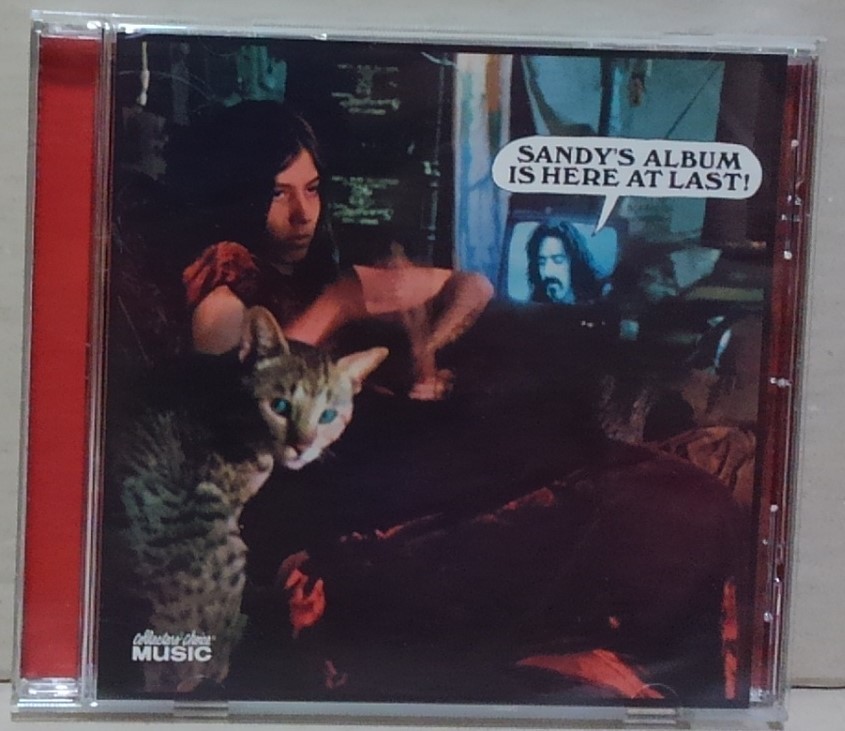 SANDY'S ALBUM
IS HERE AT LAST!
Collectors' Choice
MUSIC